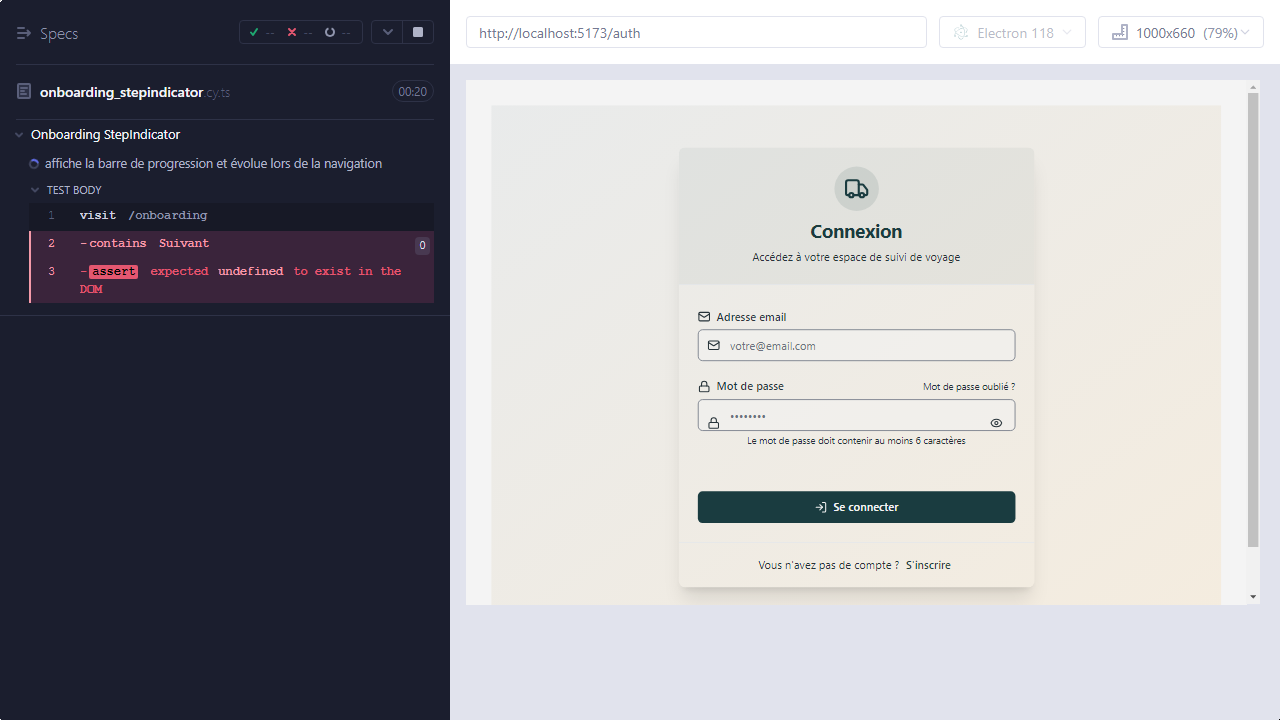 Specs
-- -- --
http://localhost:5173/auth
Electron 118
1000x660 (79%)
onboarding_stepindicator.cy.ts
00:20
Onboarding StepIndicator
affiche la barre de progression et évolue lors de la navigation
TEST BODY
1 visit /onboarding
2 -contains Suivant 0
3 -assert expected undefined to exist in the
DOM
Connexion
Accédez à votre espace de suivi de voyage
Adresse email
votre@email.com
Mot de passe
Mot de passe oublié ?
••••••••
Le mot de passe doit contenir au moins 6 caractères
Se connecter
Vous n'avez pas de compte ? S'inscrire